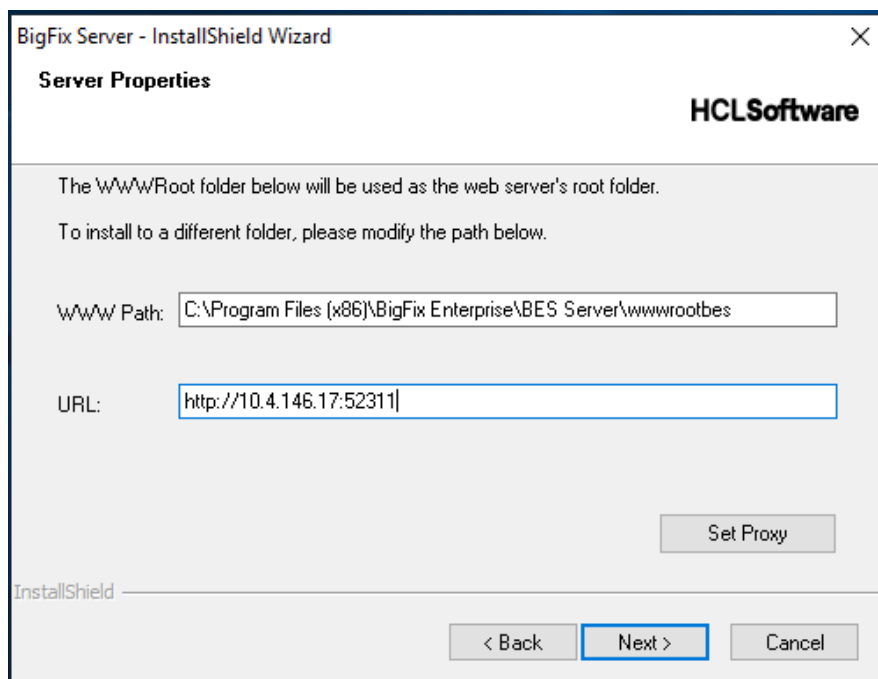 BigFix Server - InstallShield Wizard
Server Properties
HCLSoftware
The WWWRoot folder below will be used as the web server's root folder.
To install to a different folder, please modify the path below.
WWW Path: C:\Program Files (x86)\BigFix Enterprise\BES Server\wwwrootbes
URL: http://10.4.146.17:52311
Set Proxy
InstallShield
< Back Next > Cancel